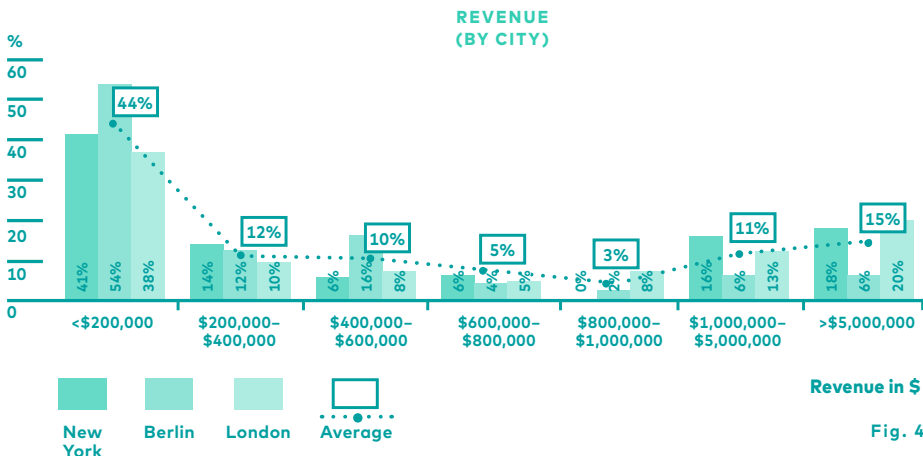 REVENUE
(BY CITY)
%
60
50
40
30
20
10
0
44%
12%
10%
5%
3%
11%
15%
41% 54% 38%
14% 12% 10%
6% 16% 8%
6% 4% 5%
0% 2% 8%
16% 6% 13%
18% 6% 20%
<$200,000
$200,000–
$400,000
$400,000–
$600,000
$600,000–
$800,000
$800,000–
$1,000,000
$1,000,000–
$5,000,000
>$5,000,000
Revenue in $
New
York
Berlin
London
Average
Fig. 4